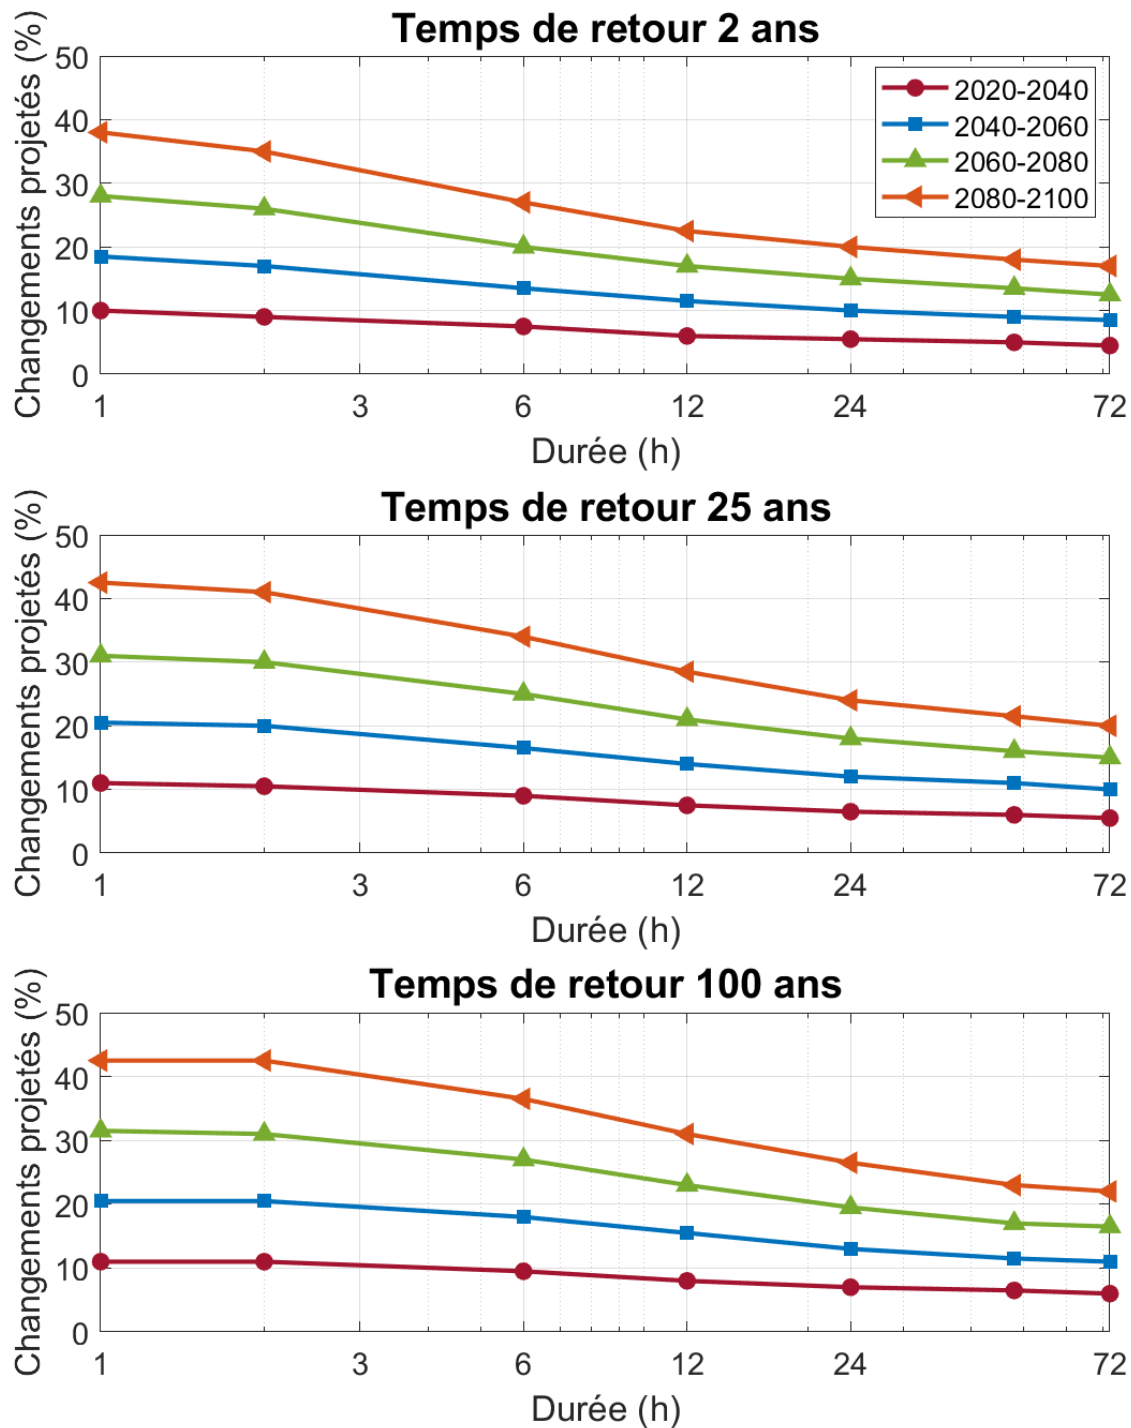 Temps de retour 2 ans
Changements projetés (%)
50
40
30
20
10
0
2020-2040
2040-2060
2060-2080
2080-2100
1 3 6 12 24 72
Durée (h)
Temps de retour 25 ans
Changements projetés (%)
50
40
30
20
10
0
1 3 6 12 24 72
Durée (h)
Temps de retour 100 ans
Changements projetés (%)
50
40
30
20
10
0
1 3 6 12 24 72
Durée (h)